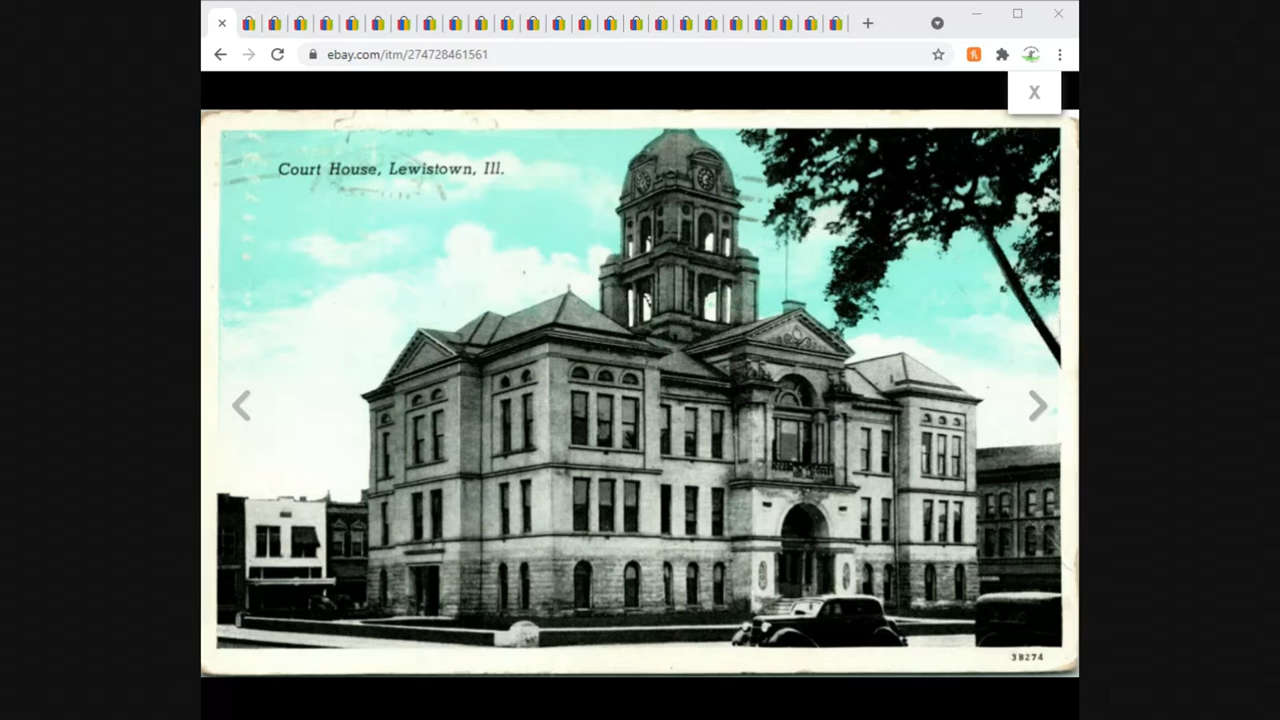 ebay.com/itm/274728461561
X
Court House, Lewistown, Ill.
3B274